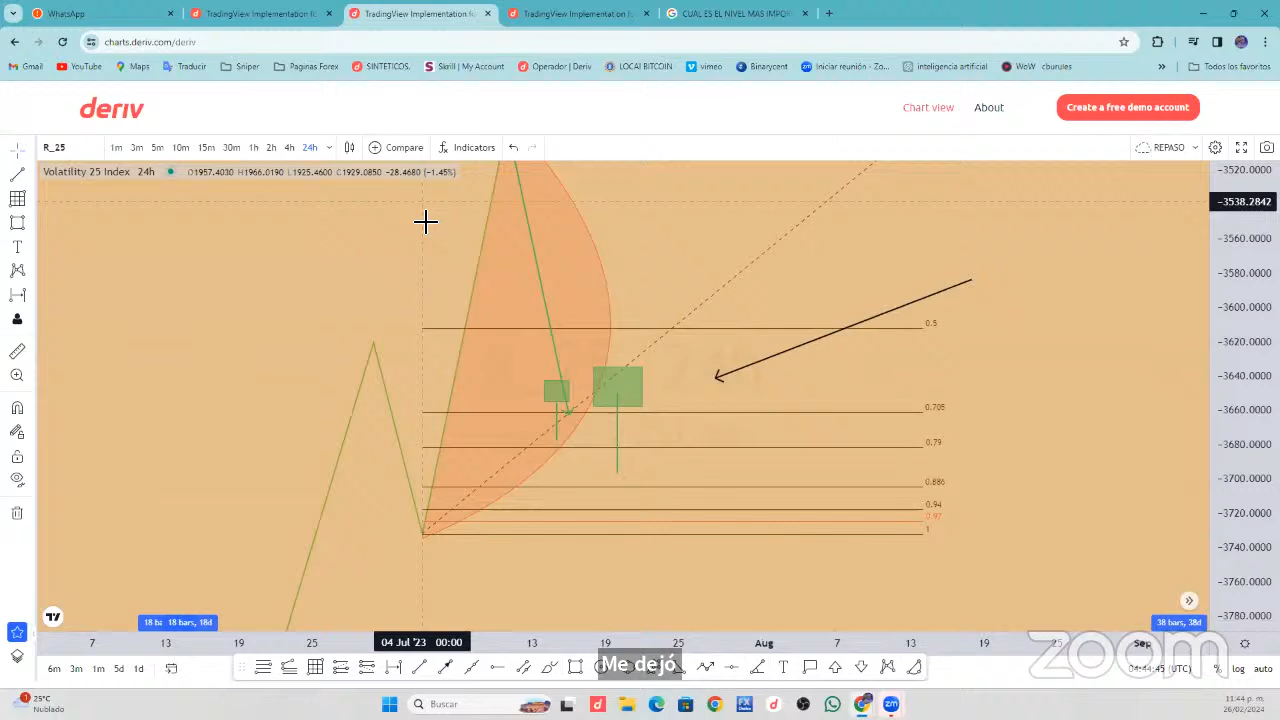 WhatsApp
TradingView Implementation f
TradingView Implementation f
TradingView Implementation f
CUAL ES EL NIVEL MAS IMPOR
charts.deriv.com/deriv
Gmail YouTube Maps Traducir Sniper Paginas Forex SINTETICOS. Skrill | My Account Operador | Deriv LOCAl BITCOIN vimeo Binarycent Iniciar reunión - Zo... inteligencia artificial WoW cburules Todos los favoritos
deriv
Chart view About Create a free demo account
R_25 1m 3m 5m 10m 15m 30m 1h 2h 4h 24h Compare Indicators REPASO
Volatility 25 Index 24h O1957.4030 H1966.0190 L1925.4600 C1929.0850 -28.4680 (-1.45%)
-3520.0000
-3538.2842
-3560.0000
-3580.0000
-3600.0000
-3620.0000
-3640.0000
-3660.0000
-3680.0000
-3700.0000
-3720.0000
-3740.0000
-3760.0000
-3780.0000
0.5
0.705
0.79
0.886
0.94
0.97
1
18 ba 18 bars, 18d
38 bars, 38d
7 13 19 25 04 Jul '23 00:00 13 19 25 Aug 7 13 19 25 Sep
6m 3m 1m 5d 1d
04:44:45 (UTC) % log auto
Me dejó
zoom
1
25°C
Nublado
Buscar
FX
zm
11:44 p. m.
26/02/2024